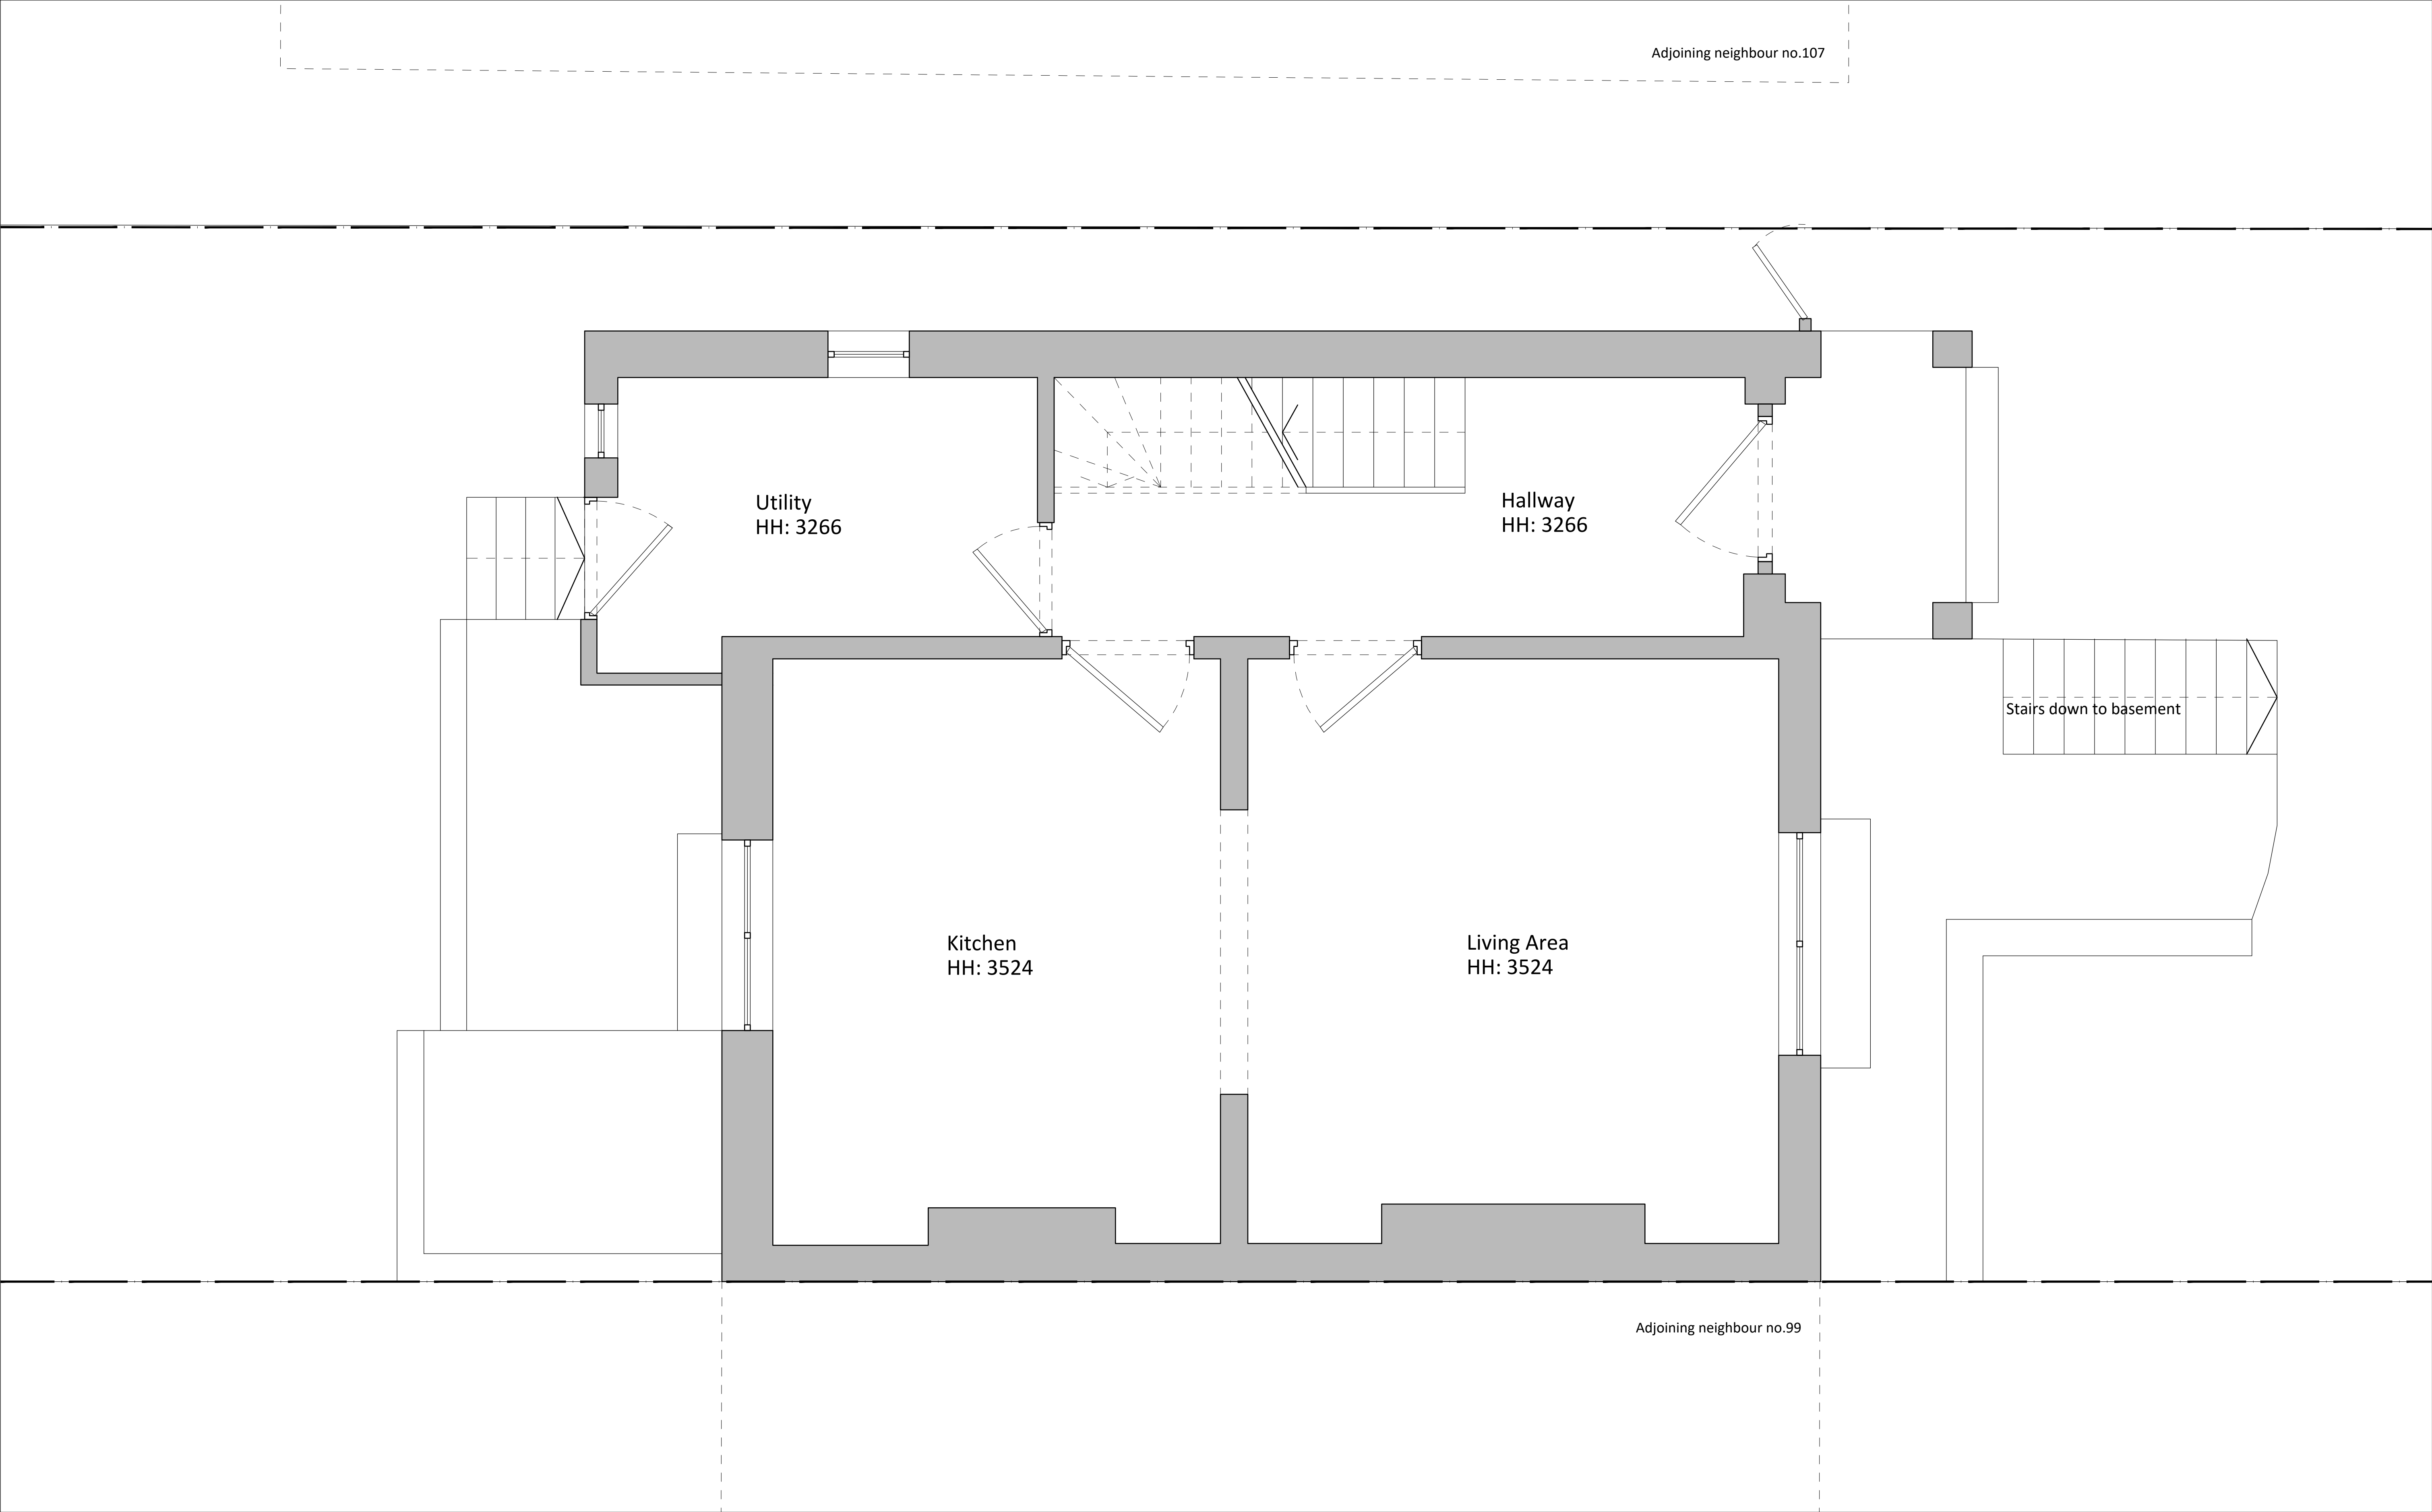 Adjoining neighbour no.107
Utility
HH: 3266
Hallway
HH: 3266
Stairs down to basement
Kitchen
HH: 3524
Living Area
HH: 3524
Adjoining neighbour no.99